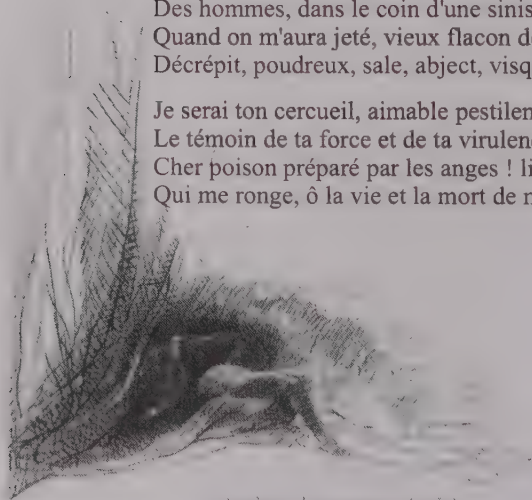 Des hommes, dans le coin d'une sinis
Quand on m'aura jeté, vieux flacon d
Décrépit, poudreux, sale, abject, visq
Je serai ton cercueil, aimable pestilen
Le témoin de ta force et de ta virulen
Cher poison préparé par les anges ! li
Qui me ronge, ô la vie et la mort de m